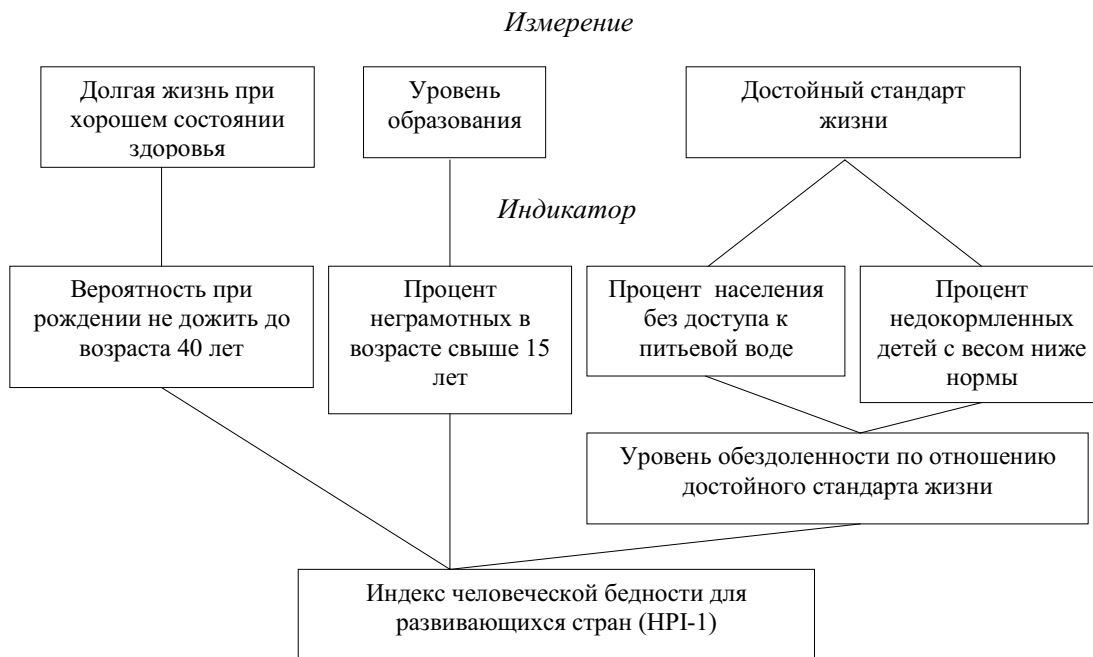 Измерение
Долгая жизнь при
хорошем состоянии
здоровья
Уровень
образования
Достойный стандарт
жизни
Индикатор
Вероятность при
рождении не дожить до
возраста 40 лет
Процент
неграмотных в
возрасте свыше 15
лет
Процент населения
без доступа к
питьевой воде
Процент
недокормленных
детей с весом ниже
нормы
Уровень обездоленности по отношению
достойного стандарта жизни
Индекс человеческой бедности для
развивающихся стран (HPI-1)